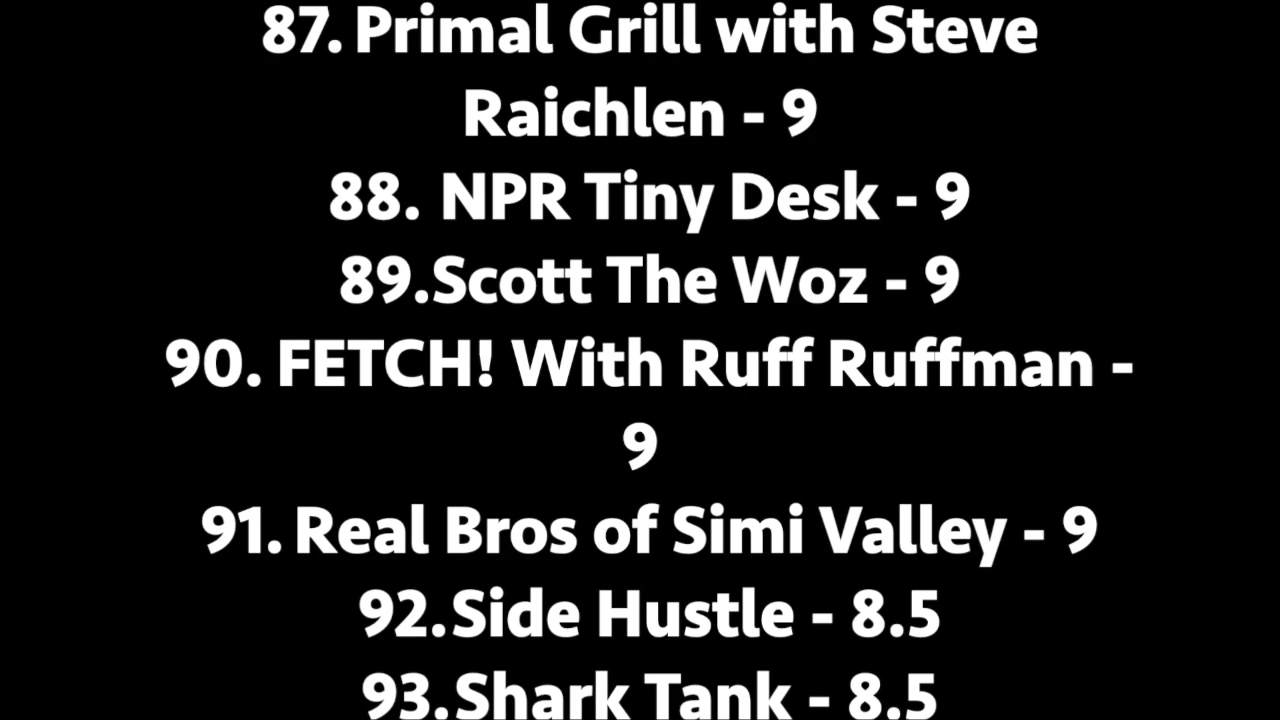 87. Primal Grill with Steve
Raichlen - 9
88. NPR Tiny Desk - 9
89.Scott The Woz - 9
90. FETCH! With Ruff Ruffman -
9
91. Real Bros of Simi Valley - 9
92.Side Hustle - 8.5
93.Shark Tank - 8.5